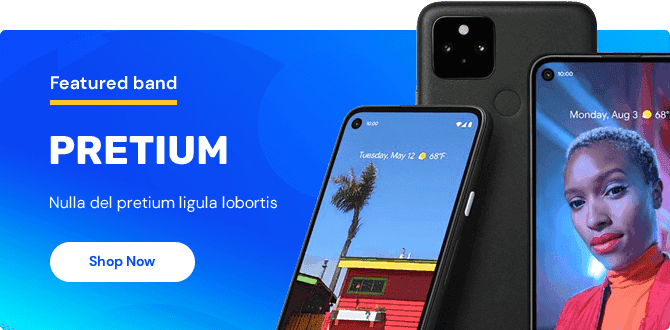 Featured band
PRETIUM
Nulla del pretium ligula lobortis
Shop Now
10:00
Tuesday, May 12 68°F
10:00
Monday, Aug 3 68°